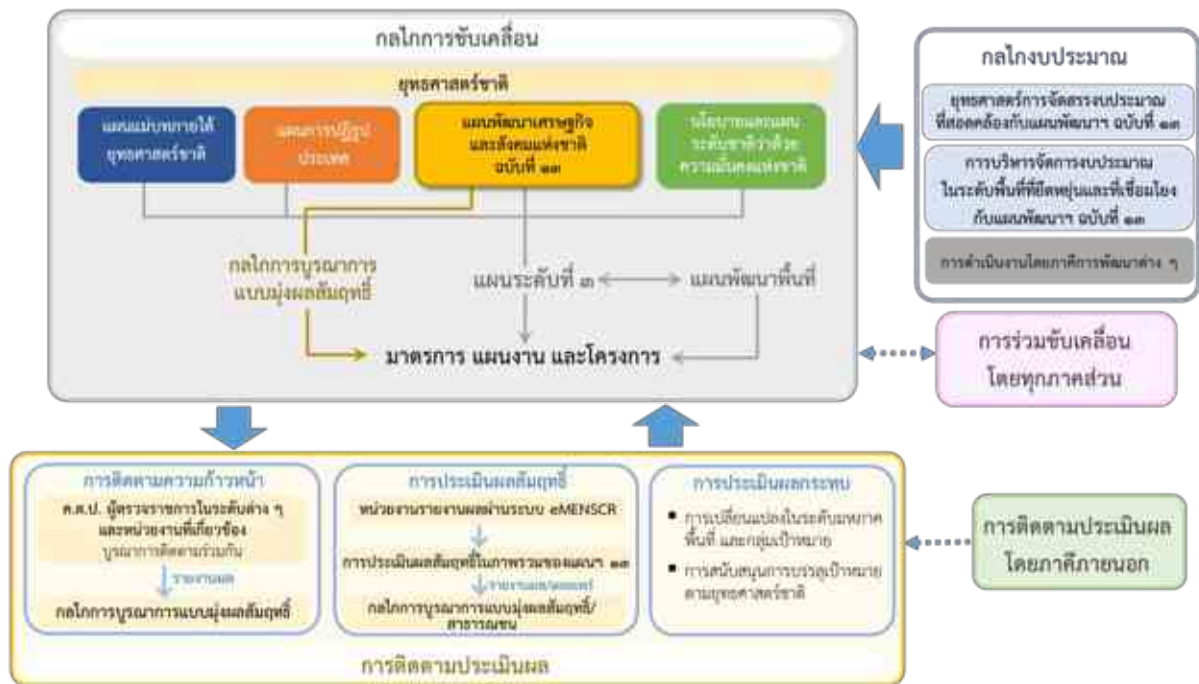 กลไกการขับเคลื่อน
ยุทธศาสตร์ชาติ
แผนแม่บทภายใต้
ยุทธศาสตร์ชาติ
แผนการปฏิรูป
ประเทศ
แผนพัฒนาเศรษฐกิจ
และสังคมแห่งชาติ
ฉบับที่ ๑๓
นโยบายและแผน
ระดับชาติว่าด้วย
ความมั่นคงแห่งชาติ
กลไกการบูรณาการ
แบบมุ่งผลสัมฤทธิ์
แผนระดับที่ ๓
แผนพัฒนาพื้นที่
มาตรการ แผนงาน และโครงการ
กลไกงบประมาณ
ยุทธศาสตร์การจัดสรรงบประมาณ
ที่สอดคล้องกับแผนพัฒนาฯ ฉบับที่ ๑๓
การบริหารจัดการงบประมาณ
ในระดับพื้นที่ที่ยืดหยุ่นและที่เชื่อมโยง
กับแผนพัฒนาฯ ฉบับที่ ๑๓
การดำเนินงานโดยภาคีการพัฒนาต่าง ๆ
การร่วมขับเคลื่อน
โดยทุกภาคส่วน
การติดตามความก้าวหน้า
ค.ต.ป. ผู้ตรวจราชการในระดับต่าง ๆ
และหน่วยงานที่เกี่ยวข้อง
บูรณาการติดตามร่วมกัน
รายงานผล
กลไกการบูรณาการแบบมุ่งผลสัมฤทธิ์
การประเมินผลสัมฤทธิ์
หน่วยงานรายงานผลผ่านระบบ eMENSCR
การประเมินผลสัมฤทธิ์ในภาพรวมของแผนฯ ๑๓
รายงานผล/เผยแพร่
กลไกการบูรณาการแบบมุ่งผลสัมฤทธิ์/
สาธารณชน
การประเมินผลกระทบ
▪ การเปลี่ยนแปลงในระดับมหภาค
พื้นที่ และกลุ่มเป้าหมาย
▪ การสนับสนุนการบรรลุเป้าหมาย
ตามยุทธศาสตร์ชาติ
การติดตามประเมินผล
การติดตามประเมินผล
โดยภาคีภายนอก